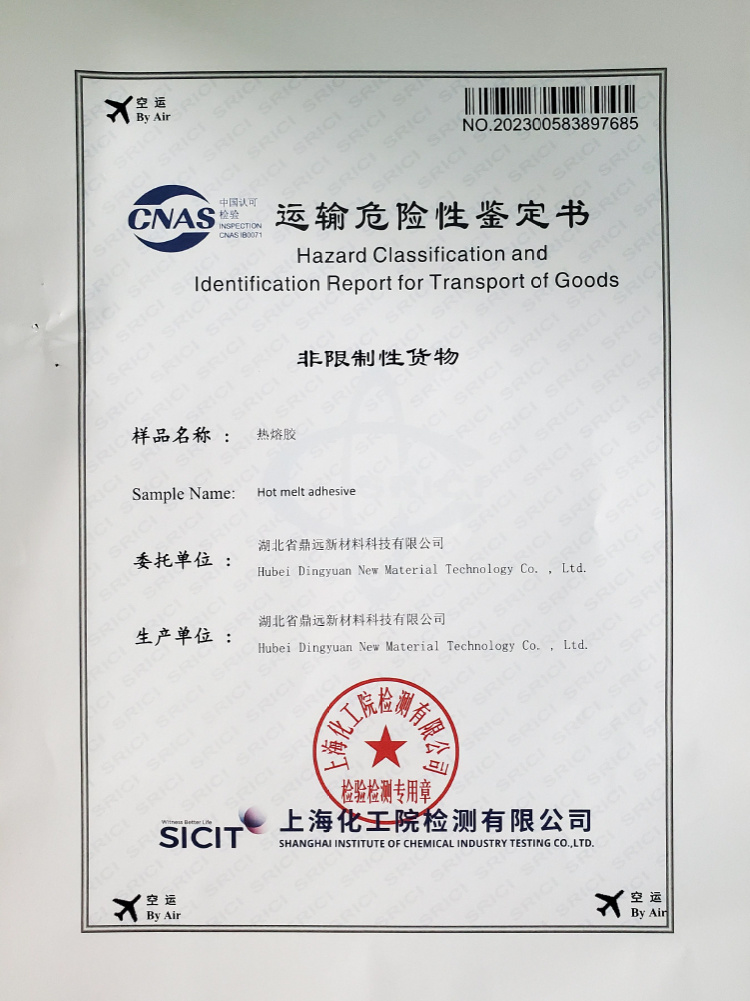 空 运
By Air
NO.202300583897685
CNAS
中国认可
检验
INSPECTION
CNAS IB0071
运输危险性鉴定书
Hazard Classification and
Identification Report for Transport of Goods
非限制性货物
样品名称 ： 热熔胶
Sample Name: Hot melt adhesive
委托单位 ： 湖北省鼎远新材料科技有限公司
Hubei Dingyuan New Material Technology Co. , Ltd.
生产单位 ： 湖北省鼎远新材料科技有限公司
Hubei Dingyuan New Material Technology Co. , Ltd.
上海化工院检测有限公司
检验检测专用章
Witness Better Life
SICIT
上海化工院检测有限公司
SHANGHAI INSTITUTE OF CHEMICAL INDUSTRY TESTING CO.,LTD.
空 运
By Air
空 运
By Air